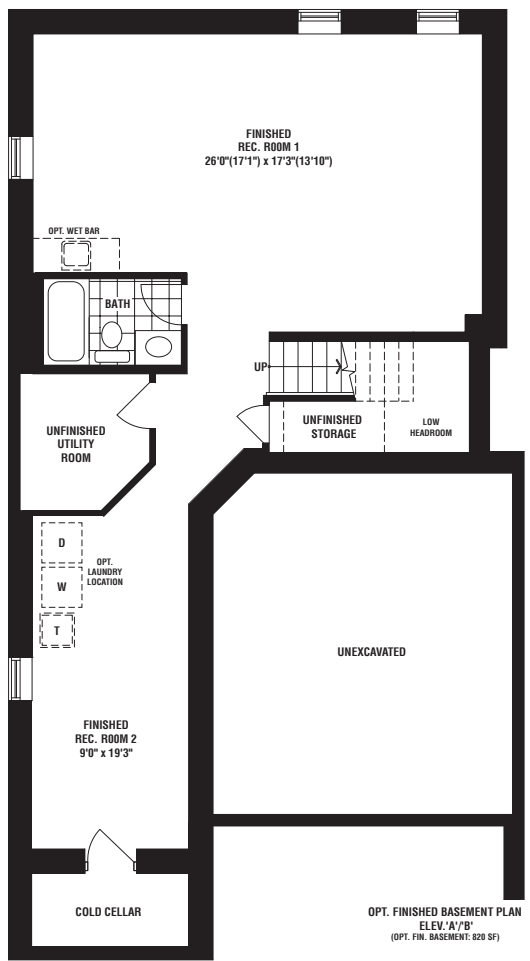 FINISHED
REC. ROOM 1
26'0"(17'1") x 17'3"(13'10")
OPT. WET BAR
BATH
UP
UNFINISHED
STORAGE
LOW
HEADROOM
UNFINISHED
UTILITY
ROOM
D
OPT.
LAUNDRY
LOCATION
W
T
UNEXCAVATED
FINISHED
REC. ROOM 2
9'0" x 19'3"
COLD CELLAR
OPT. FINISHED BASEMENT PLAN
ELEV.'A'/'B'
(OPT. FIN. BASEMENT: 820 SF)